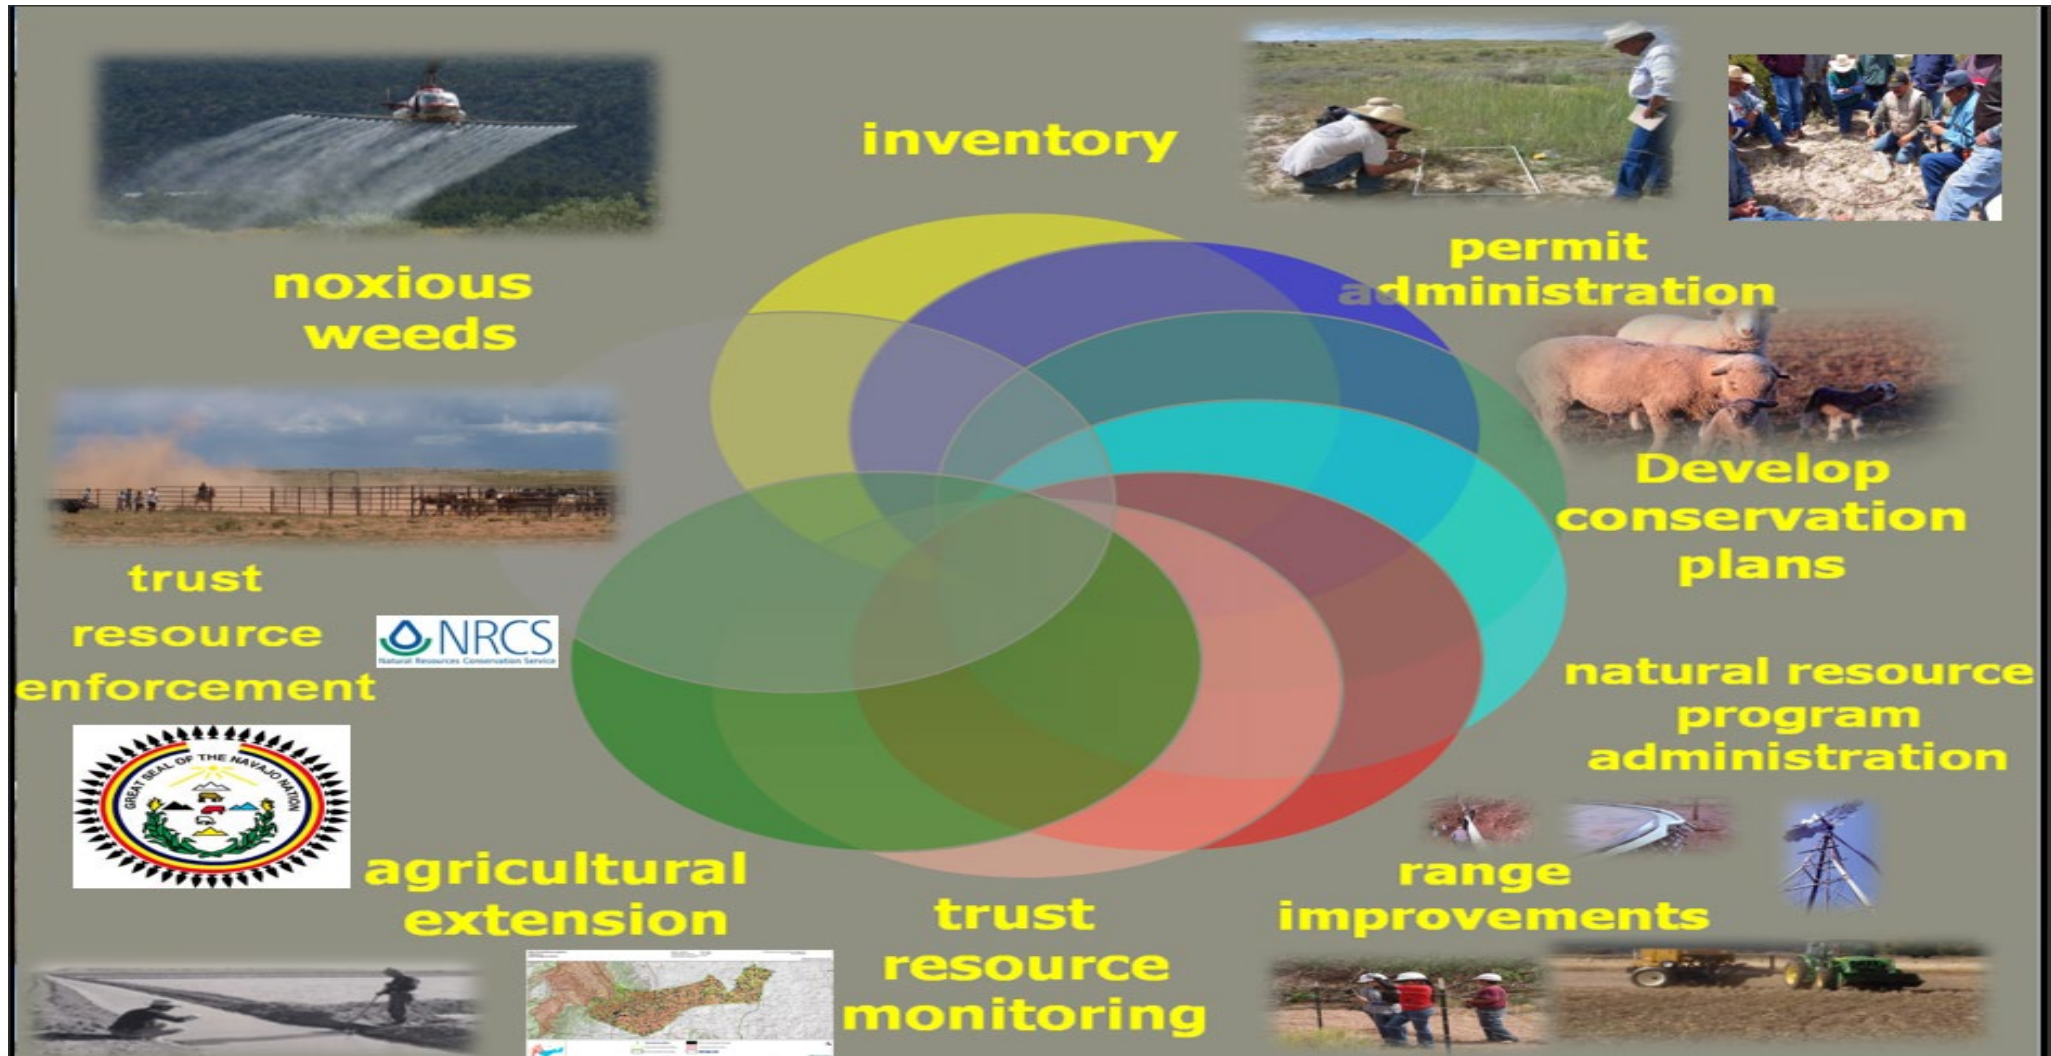 inventory
permit
administration
noxious
weeds
Develop
conservation
plans
trust
resource
enforcement
NRCS
Natural Resources Conservation Service
natural resource
program
administration
GREAT SEAL OF THE NAVAJO NATION
agricultural
extension
range
improvements
trust
resource
monitoring